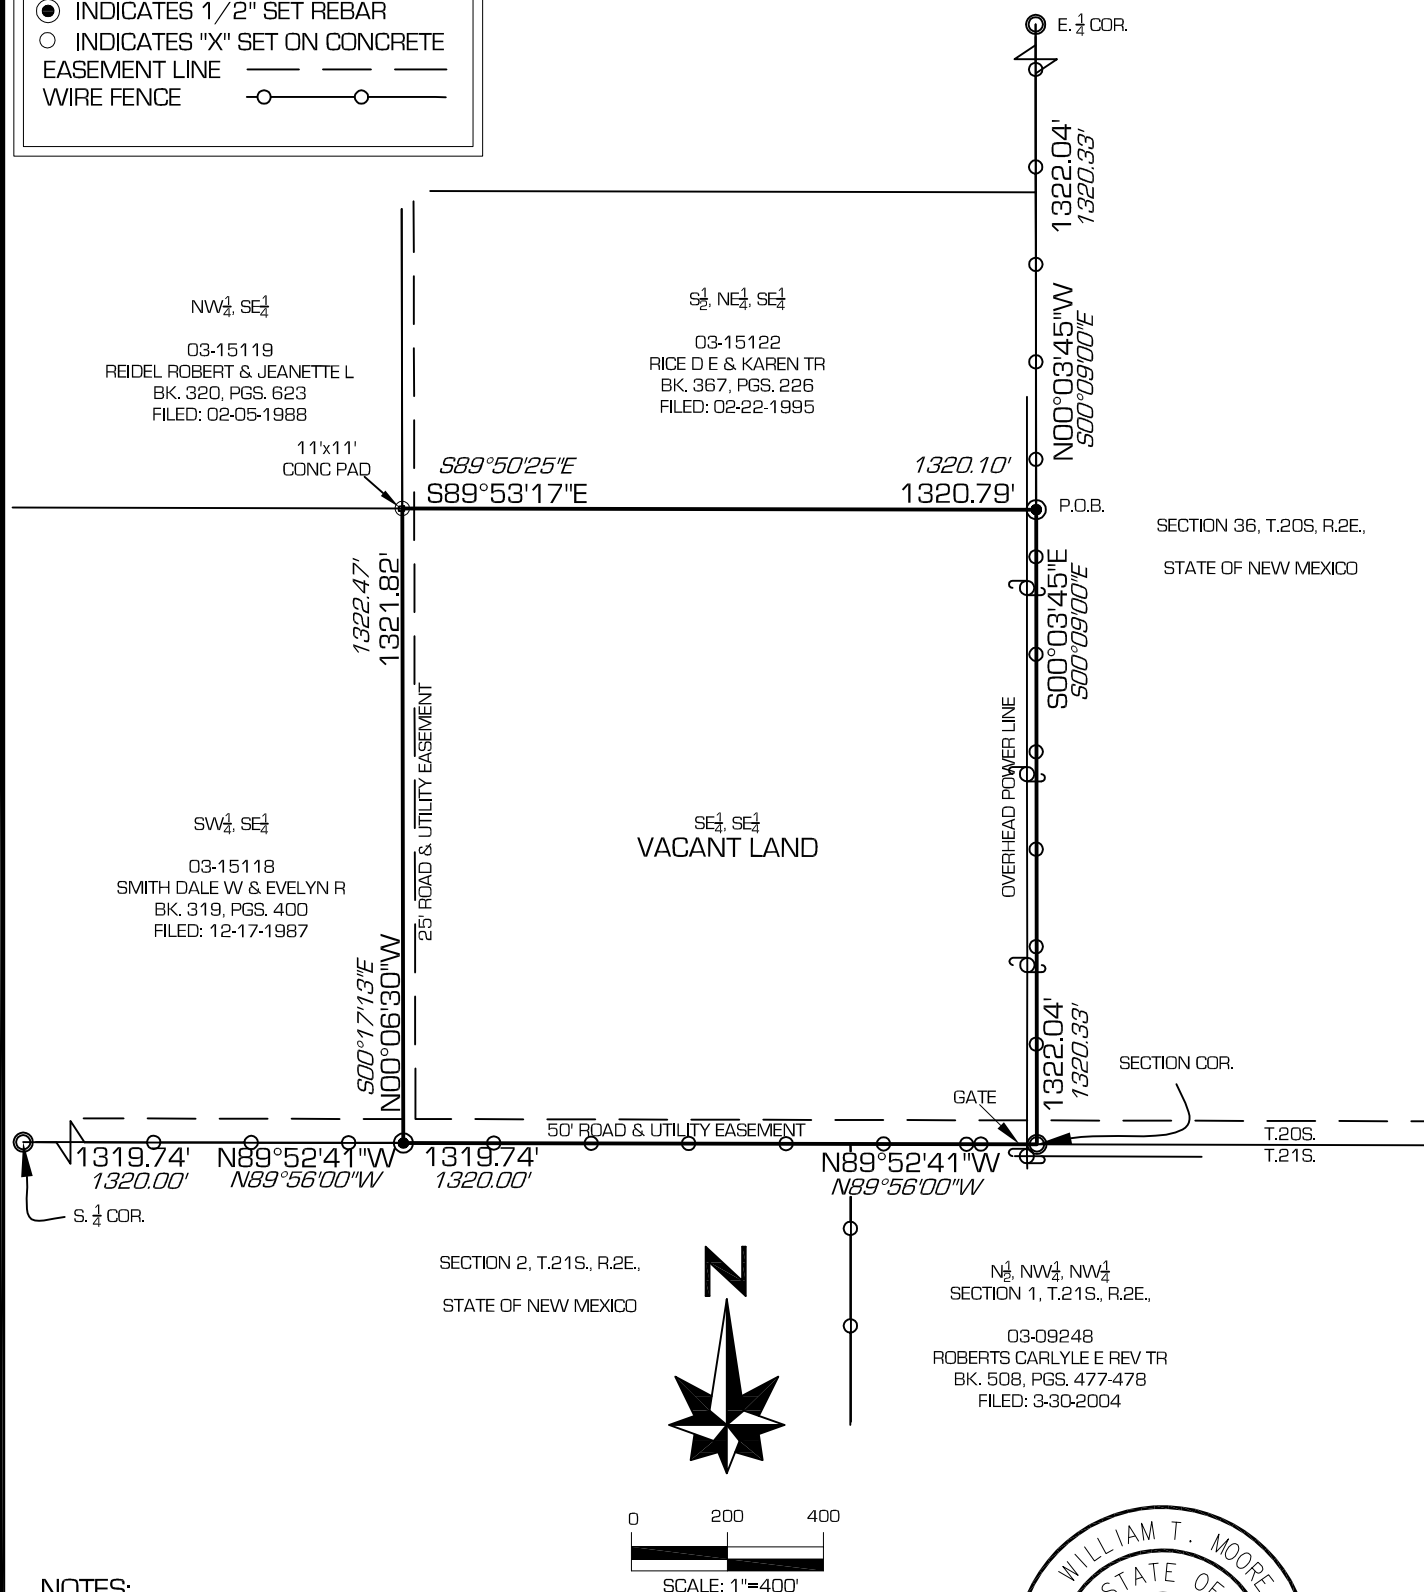 INDICATES 1/2" SET REBAR
INDICATES "X" SET ON CONCRETE
EASEMENT LINE
WIRE FENCE
E. 1/4 COR.
1322.04'
1320.33'
N00°03'45"W
S00°09'00"E
NW1/4, SE1/4
03-15119
REIDEL ROBERT & JEANETTE L
BK. 320, PGS. 623
FILED: 02-05-1988
S1/2, NE1/4, SE1/4
03-15122
RICE D E & KAREN TR
BK. 367, PGS. 226
FILED: 02-22-1995
11'x11'
CONC PAD
S89°50'25"E
S89°53'17"E
1320.10'
1320.79'
P.O.B.
SECTION 36, T.20S, R.2E.,
STATE OF NEW MEXICO
1322.47'
1321.82'
S00°03'45"E
S00°09'00"E
25' ROAD & UTILITY EASEMENT
OVERHEAD POWER LINE
SW1/4, SE1/4
03-15118
SMITH DALE W & EVELYN R
BK. 319, PGS. 400
FILED: 12-17-1987
SE1/4, SE1/4
VACANT LAND
S00°17'13"E
N00°06'30"W
1322.04'
1320.33'
SECTION COR.
GATE
50' ROAD & UTILITY EASEMENT
T.20S.
T.21S.
1319.74'
1320.00'
N89°52'41"W
N89°56'00"W
1319.74'
1320.00'
N89°52'41"W
N89°56'00"W
S. 1/4 COR.
SECTION 2, T.21S., R.2E.,
STATE OF NEW MEXICO
N
N1/2, NW1/4, NW1/4
SECTION 1, T.21S., R.2E.,
03-09248
ROBERTS CARLYLE E REV TR
BK. 508, PGS. 477-478
FILED: 3-30-2004
0 200 400
SCALE: 1"=400'
WILLIAM T. MOORE
STATE OF
NOTES: